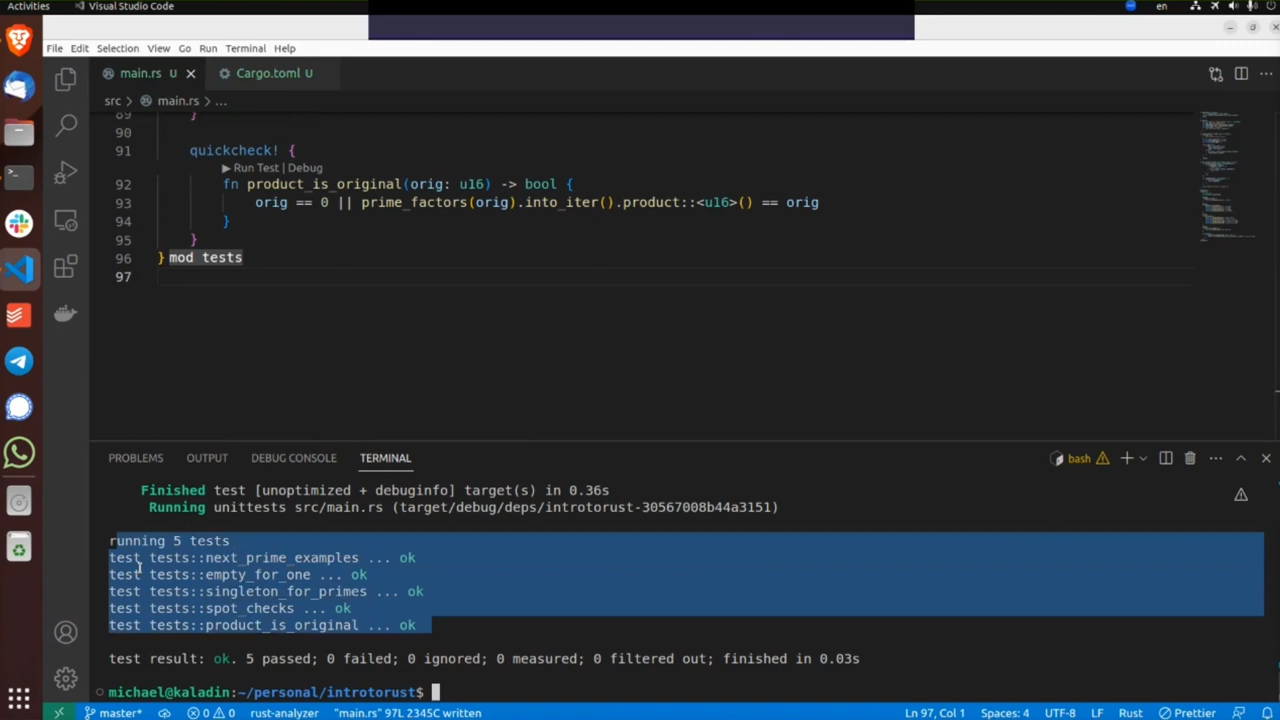 Activities Visual Studio Code en
File Edit Selection View Go Run Terminal Help
main.rs U Cargo.toml U
src > main.rs > ...
89 }
90
91 quickcheck! {
▶ Run Test | Debug
92 fn product_is_original(orig: u16) -> bool {
93 orig == 0 || prime_factors(orig).into_iter().product::<u16>() == orig
94 }
95 }
96 } mod tests
97
PROBLEMS OUTPUT DEBUG CONSOLE TERMINAL bash
Finished test [unoptimized + debuginfo] target(s) in 0.36s
Running unittests src/main.rs (target/debug/deps/introtorust-30567008b44a3151)
running 5 tests
test tests::next_prime_examples ... ok
test tests::empty_for_one ... ok
test tests::singleton_for_primes ... ok
test tests::spot_checks ... ok
test tests::product_is_original ... ok
test result: ok. 5 passed; 0 failed; 0 ignored; 0 measured; 0 filtered out; finished in 0.03s
michael@kaladin:~/personal/introtorust$
master* 0 0 rust-analyzer "main.rs" 97L 2345C written Ln 97, Col 1 Spaces: 4 UTF-8 LF Rust Prettier